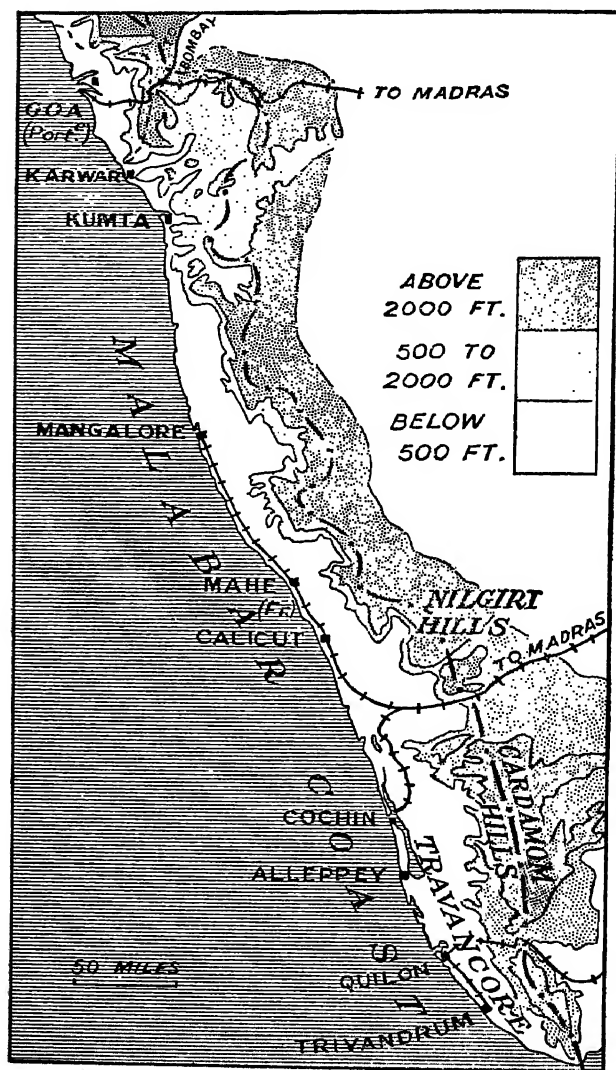 BOMBAY
TO MADRAS
GOA
(Port.e)
KARWAR
KUMTA
ABOVE
2000 FT.
500 TO
2000 FT.
BELOW
500 FT.
MALABAR COAST
MANGALORE
MAHE
(Fr.)
CALICUT
NILGIRI
HILLS
TO MADRAS
CARDAMOM
HILLS
COCHIN
ALLEPPEY
TRAVANCORE
50 MILES
QUILON
TRIVANDRUM